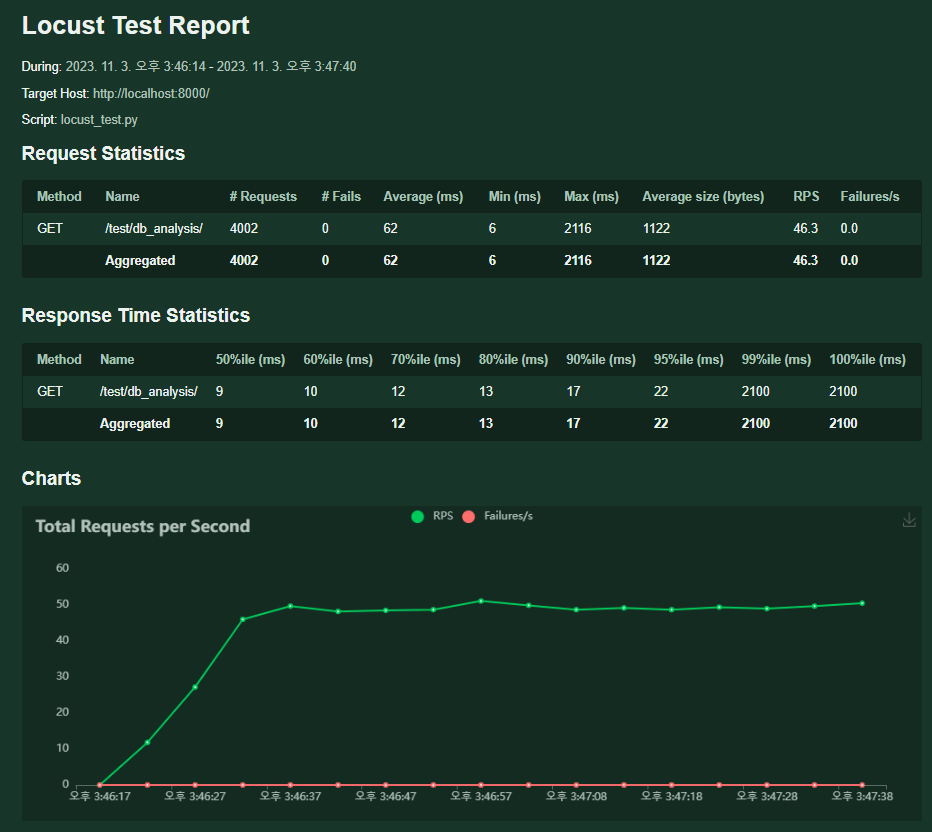 Locust Test Report
During: 2023. 11. 3. 오후 3:46:14 - 2023. 11. 3. 오후 3:47:40
Target Host: http://localhost:8000/
Script: locust_test.py
Request Statistics
Method Name # Requests # Fails Average (ms) Min (ms) Max (ms) Average size (bytes) RPS Failures/s
GET /test/db_analysis/ 4002 0 62 6 2116 1122 46.3 0.0
Aggregated 4002 0 62 6 2116 1122 46.3 0.0
Response Time Statistics
Method Name 50%ile (ms) 60%ile (ms) 70%ile (ms) 80%ile (ms) 90%ile (ms) 95%ile (ms) 99%ile (ms) 100%ile (ms)
GET /test/db_analysis/ 9 10 12 13 17 22 2100 2100
Aggregated 9 10 12 13 17 22 2100 2100
Charts
Total Requests per Second
RPS Failures/s
60
50
40
30
20
10
0
오후 3:46:17 오후 3:46:27 오후 3:46:37 오후 3:46:47 오후 3:46:57 오후 3:47:08 오후 3:47:18 오후 3:47:28 오후 3:47:38